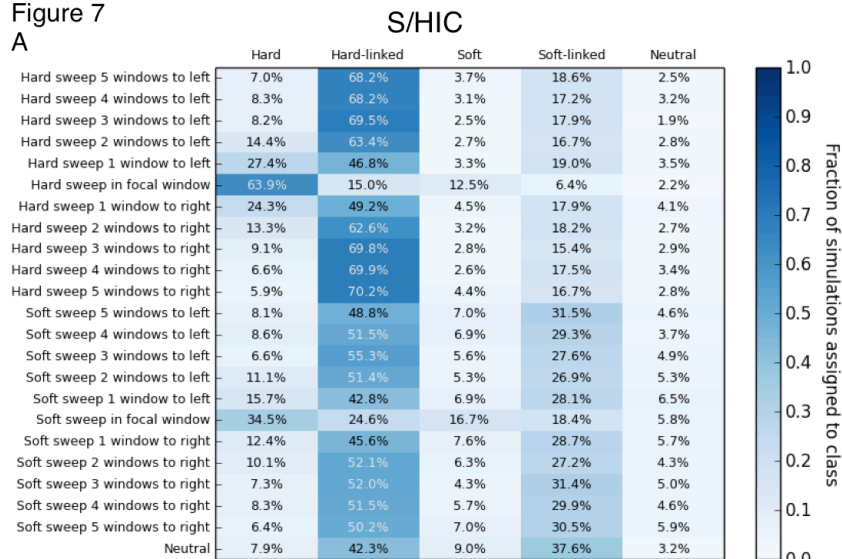 Figure 7
A
S/HIC
Hard Hard-linked Soft Soft-linked Neutral
Hard sweep 5 windows to left 7.0% 68.2% 3.7% 18.6% 2.5%
Hard sweep 4 windows to left 8.3% 68.2% 3.1% 17.2% 3.2%
Hard sweep 3 windows to left 8.2% 69.5% 2.5% 17.9% 1.9%
Hard sweep 2 windows to left 14.4% 63.4% 2.7% 16.7% 2.8%
Hard sweep 1 window to left 27.4% 46.8% 3.3% 19.0% 3.5%
Hard sweep in focal window 63.9% 15.0% 12.5% 6.4% 2.2%
Hard sweep 1 window to right 24.3% 49.2% 4.5% 17.9% 4.1%
Hard sweep 2 windows to right 13.3% 62.6% 3.2% 18.2% 2.7%
Hard sweep 3 windows to right 9.1% 69.8% 2.8% 15.4% 2.9%
Hard sweep 4 windows to right 6.6% 69.9% 2.6% 17.5% 3.4%
Hard sweep 5 windows to right 5.9% 70.2% 4.4% 16.7% 2.8%
Soft sweep 5 windows to left 8.1% 48.8% 7.0% 31.5% 4.6%
Soft sweep 4 windows to left 8.6% 51.5% 6.9% 29.3% 3.7%
Soft sweep 3 windows to left 6.6% 55.3% 5.6% 27.6% 4.9%
Soft sweep 2 windows to left 11.1% 51.4% 5.3% 26.9% 5.3%
Soft sweep 1 window to left 15.7% 42.8% 6.9% 28.1% 6.5%
Soft sweep in focal window 34.5% 24.6% 16.7% 18.4% 5.8%
Soft sweep 1 window to right 12.4% 45.6% 7.6% 28.7% 5.7%
Soft sweep 2 windows to right 10.1% 52.1% 6.3% 27.2% 4.3%
Soft sweep 3 windows to right 7.3% 52.0% 4.3% 31.4% 5.0%
Soft sweep 4 windows to right 8.3% 51.5% 5.7% 29.9% 4.6%
Soft sweep 5 windows to right 6.4% 50.2% 7.0% 30.5% 5.9%
Neutral 7.9% 42.3% 9.0% 37.6% 3.2%
1.0
0.9
0.8
0.7
0.6
0.5
0.4
0.3
0.2
0.1
0.0
Fraction of simulations assigned to class